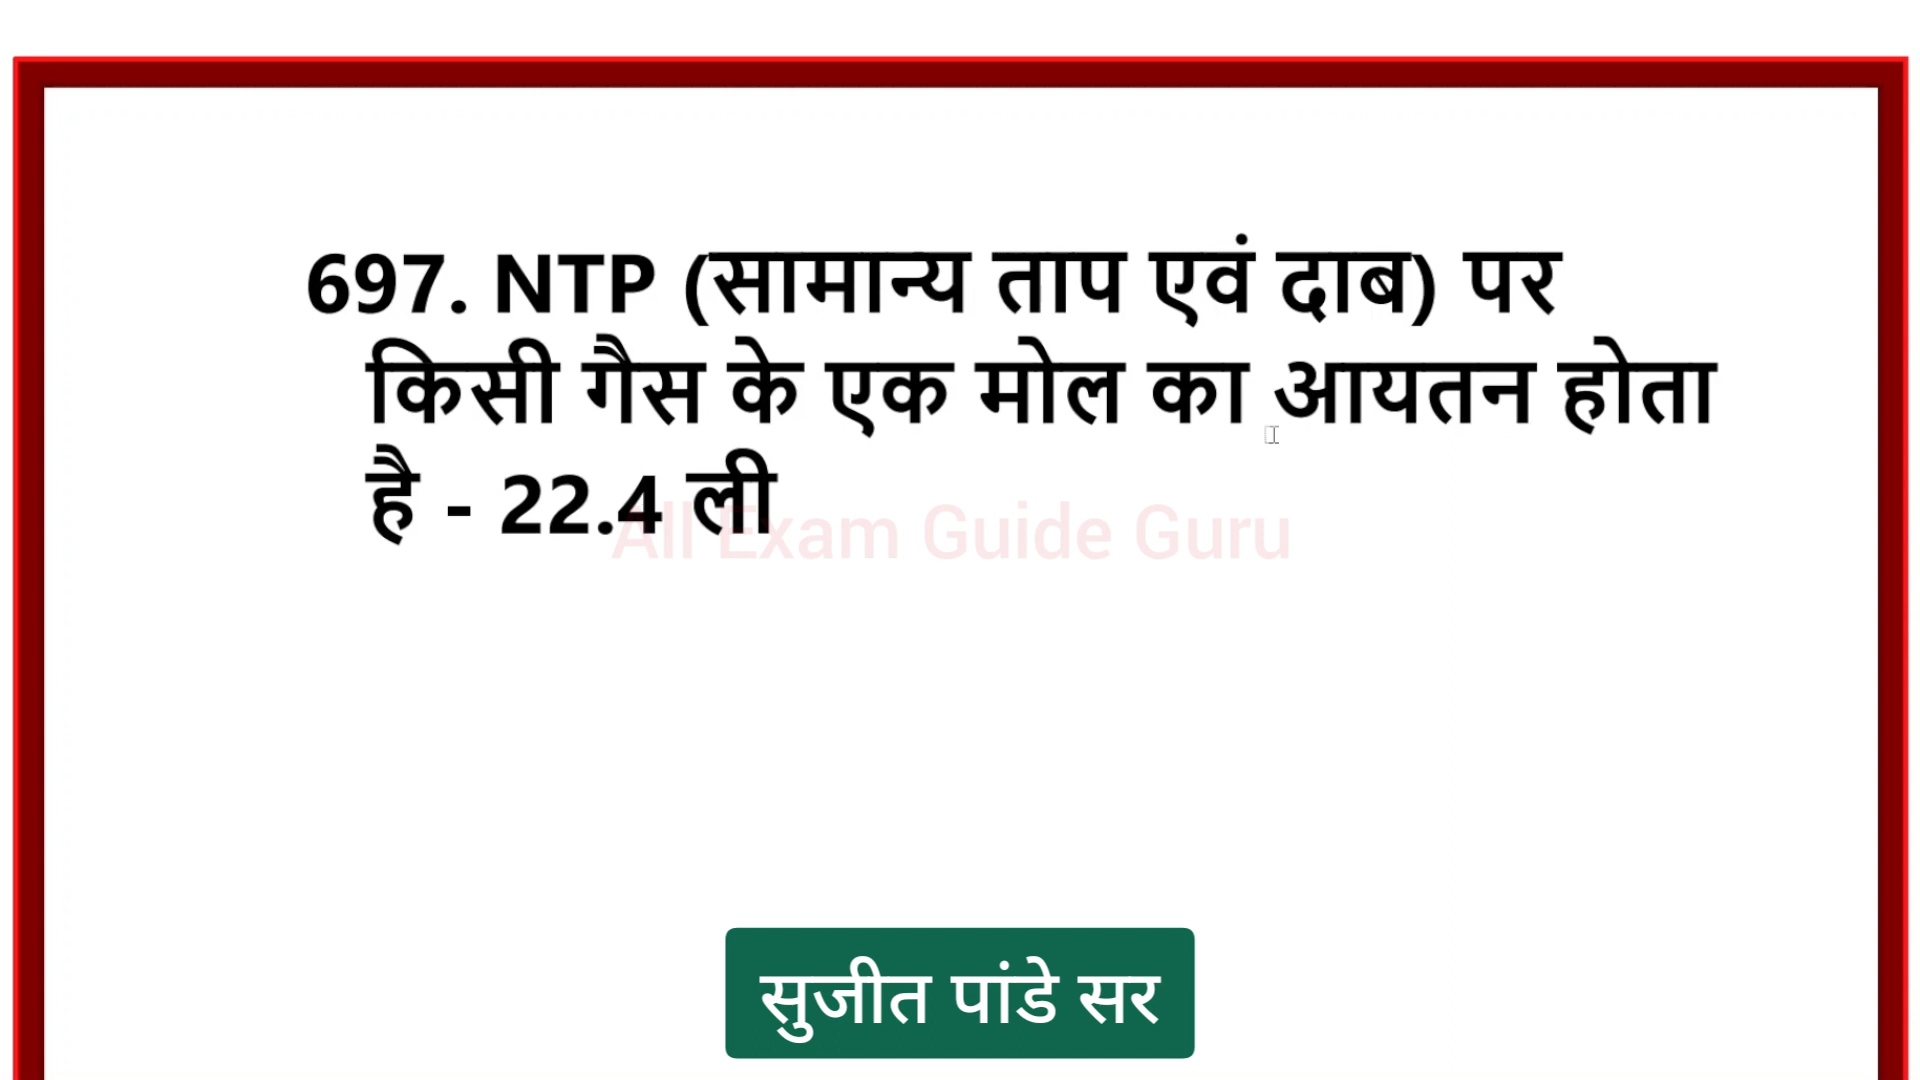 697. NTP (सामान्य ताप एवं दाब) पर
किसी गैस के एक मोल का आयतन होता
है - 22.4 ली
All Exam Guide Guru
सुजीत पांडे सर